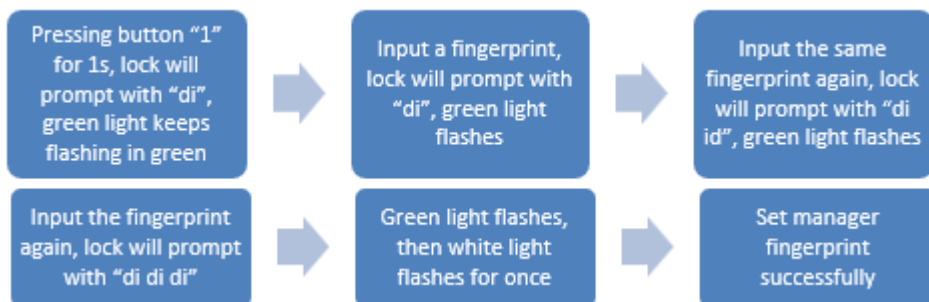 Pressing button “1”
for 1s, lock will
prompt with “di”,
green light keeps
flashing in green
Input a fingerprint,
lock will prompt with
“di”, green light
flashes
Input the same
fingerprint again, lock
will prompt with “di
id”, green light flashes
Input the fingerprint
again, lock will prompt
with “di di di”
Green light flashes,
then white light
flashes for once
Set manager
fingerprint
successfully